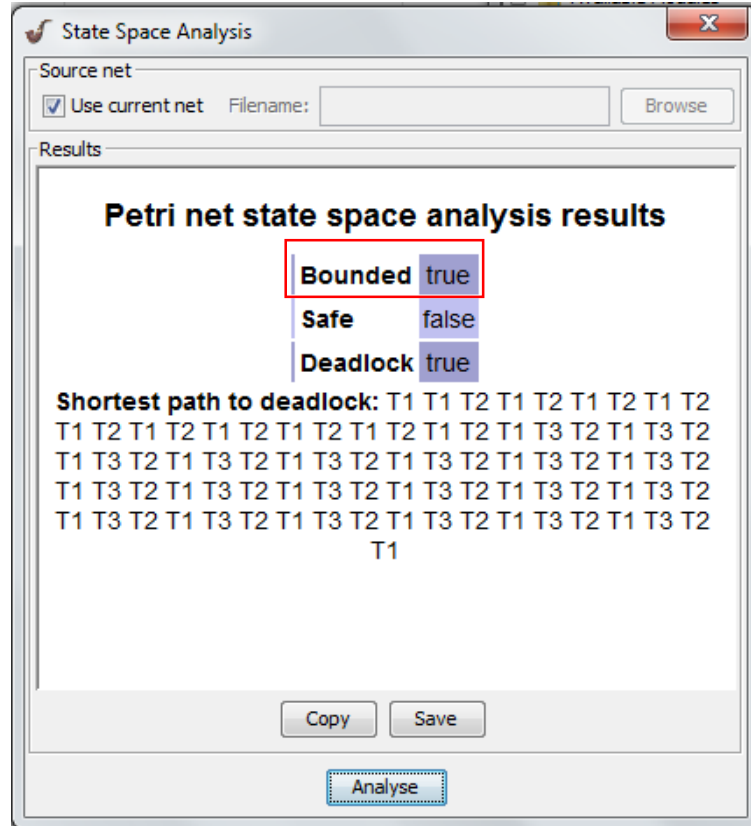 State Space Analysis
Source net
Use current net Filename: Browse
Results
Petri net state space analysis results
Bounded true
Safe false
Deadlock true
Shortest path to deadlock: T1 T1 T2 T1 T2 T1 T2 T1 T2
T1 T2 T1 T2 T1 T2 T1 T2 T1 T2 T1 T2 T1 T3 T2 T1 T3 T2
T1 T3 T2 T1 T3 T2 T1 T3 T2 T1 T3 T2 T1 T3 T2 T1 T3 T2
T1 T3 T2 T1 T3 T2 T1 T3 T2 T1 T3 T2 T1 T3 T2 T1 T3 T2
T1 T3 T2 T1 T3 T2 T1 T3 T2 T1 T3 T2 T1 T3 T2 T1 T3 T2
T1
Copy Save
Analyse